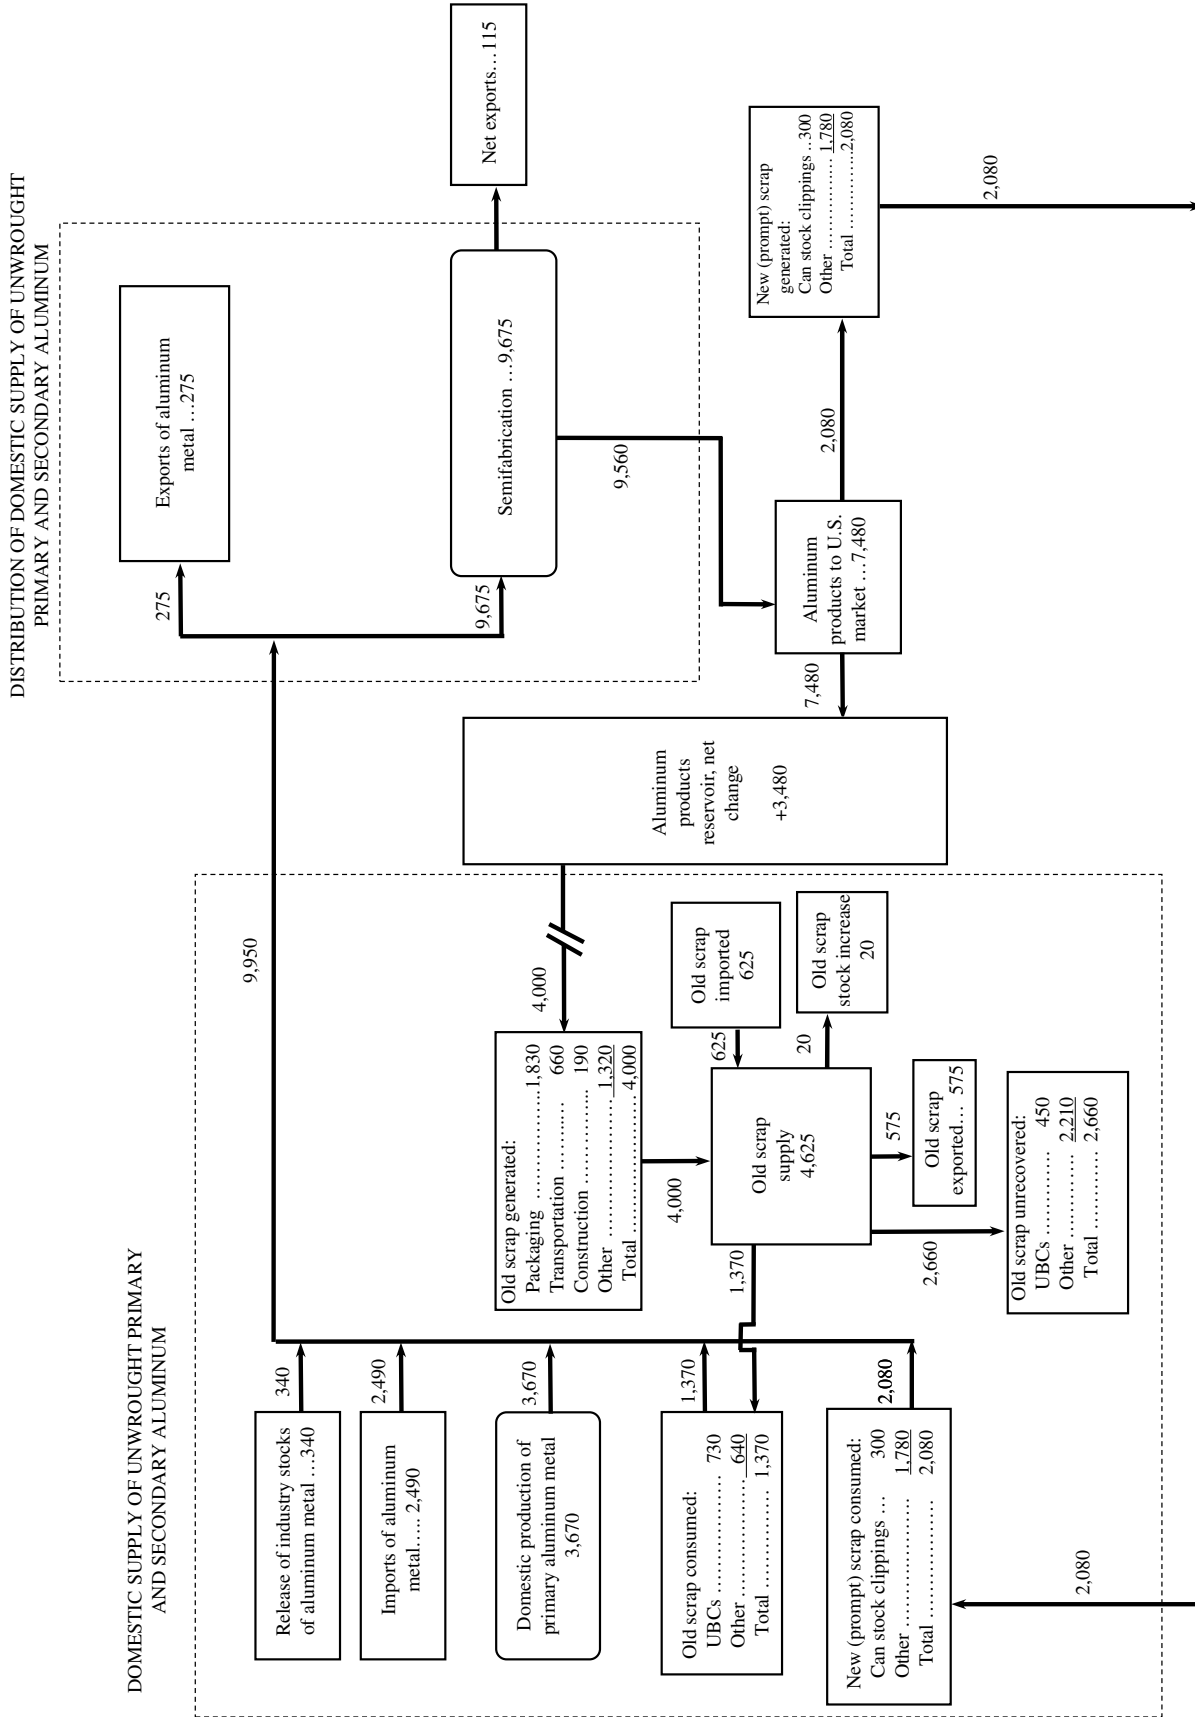 DOMESTIC SUPPLY OF UNWROUGHT PRIMARY
AND SECONDARY ALUMINUM
Release of industry stocks
of aluminum metal …340
340
Imports of aluminum
metal….. 2,490
2,490
Domestic production of
primary aluminum metal
3,670
3,670
Old scrap consumed:
UBCs ………………… 730
Other …………………… 640
Total ………… 1,370
1,370
New (prompt) scrap consumed:
Can stock clippings … 300
Other ………………… 1,780
Total ………………… 2,080
2,080
2,080
9,950
Old scrap generated:
Packaging ……………1,830
Transportation ……….… 660
Construction …………... 190
Other ………………… 1,320
Total ………………… 4,000
4,000
4,000
Old scrap
supply
4,625
1,370
625
Old scrap
imported
625
20
Old scrap
stock increase
20
575
Old scrap
exported… 575
2,660
Old scrap unrecovered:
UBCs ………… 450
Other ………… 2,210
Total ………… 2,660
Aluminum
products
reservoir, net
change
+3,480
DISTRIBUTION OF DOMESTIC SUPPLY OF UNWROUGHT
PRIMARY AND SECONDARY ALUMINUM
275
Exports of aluminum
metal …275
9,675
Semifabrication …9,675
Net exports…115
9,560
7,480
Aluminum
products to U.S.
market …7,480
2,080
New (prompt) scrap
generated:
Can stock clippings ..300
Other ……………… 1,780
Total ……………..2,080
2,080